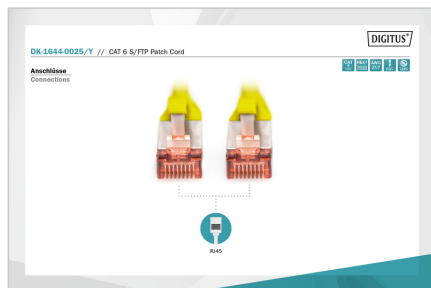 DIGITUS®
DK-1644-0025/Y // CAT 6 S/FTP Patch Cord
Anschlüsse
Connections
RJ45